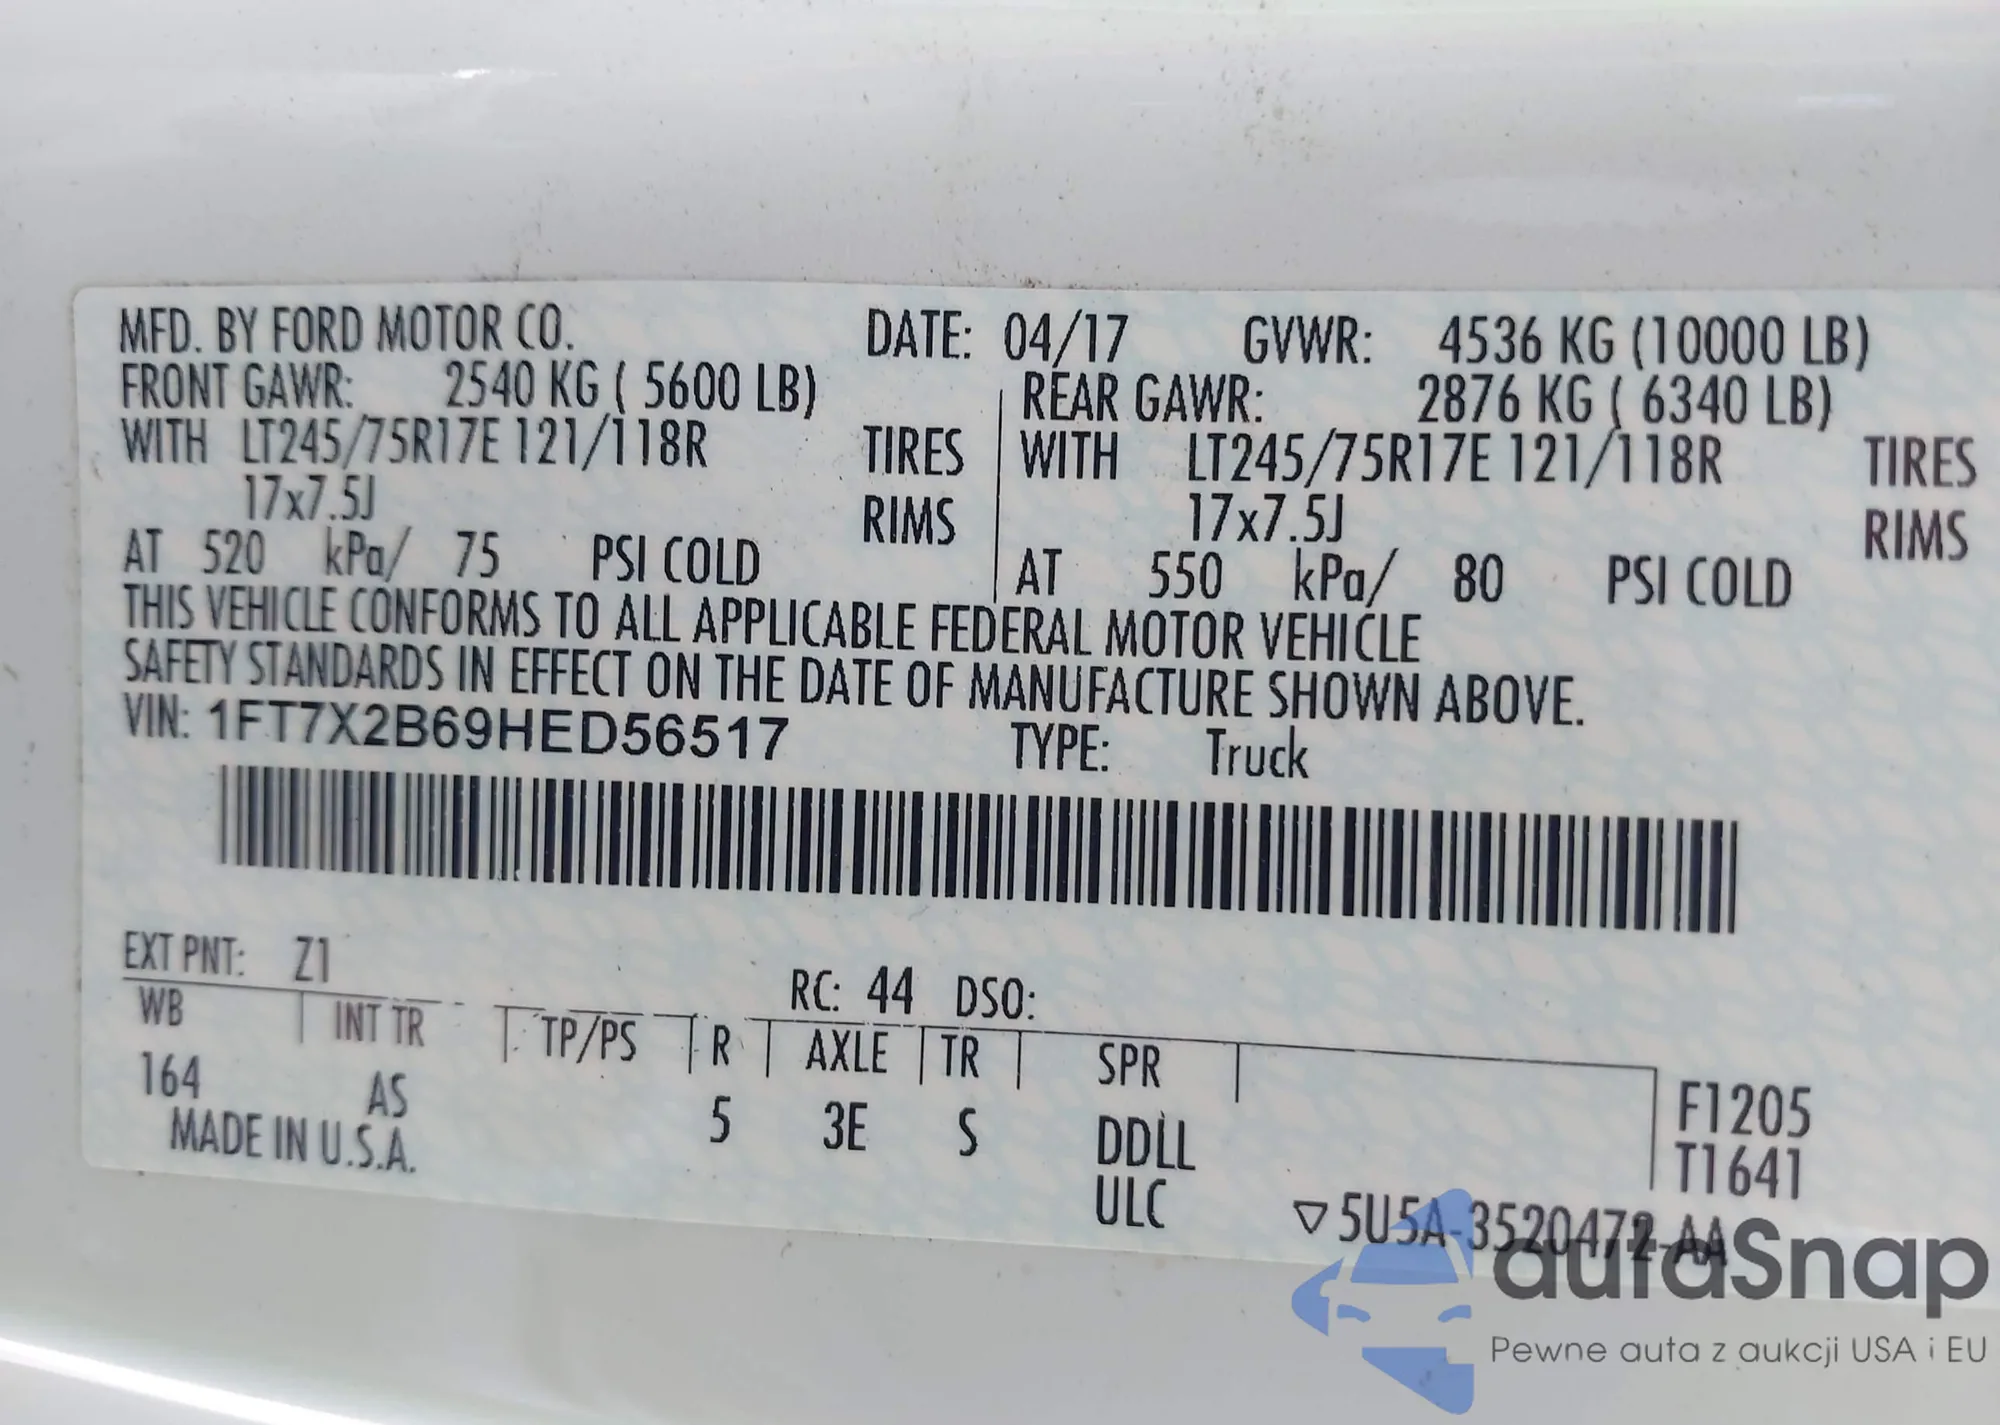 MFD. BY FORD MOTOR CO. DATE: 04/17 GVWR: 4536 KG (10000 LB)
FRONT GAWR: 2540 KG ( 5600 LB) REAR GAWR: 2876 KG ( 6340 LB)
WITH LT245/75R17E 121/118R TIRES WITH LT245/75R17E 121/118R TIRES
17x7.5J RIMS 17x7.5J RIMS
AT 520 kPa/ 75 PSI COLD AT 550 kPa/ 80 PSI COLD
THIS VEHICLE CONFORMS TO ALL APPLICABLE FEDERAL MOTOR VEHICLE
SAFETY STANDARDS IN EFFECT ON THE DATE OF MANUFACTURE SHOWN ABOVE.
VIN: 1FT7X2B69HED56517 TYPE: Truck
EXT PNT: Z1 RC: 44 DSO:
WB INT TR TP/PS R AXLE TR SPR
164 AS 5 3E S DDLL F1205
MADE IN U.S.A. ULC T1641
▽5U5A-3520472-AA
autaSnap
Pewne auta z aukcji USA i EU